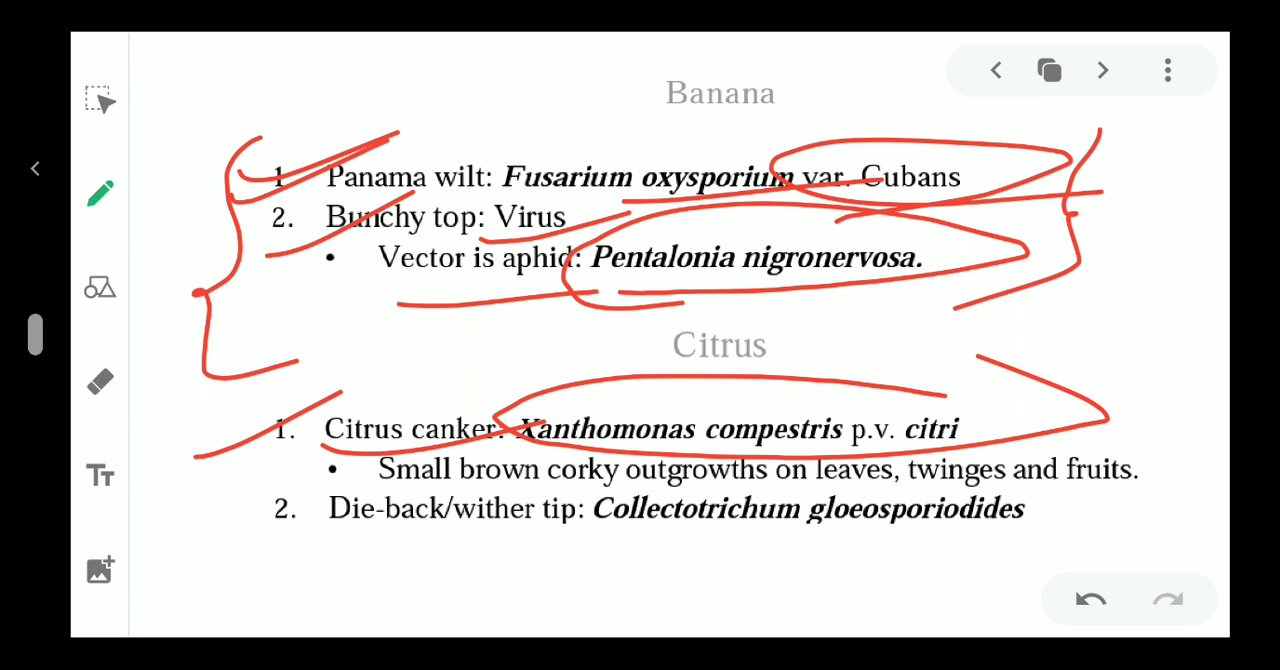 Banana
1. Panama wilt: Fusarium oxysporium var. Cubans
2. Bunchy top: Virus
• Vector is aphid: Pentalonia nigronervosa.
Citrus
1. Citrus canker: Xanthomonas compestris p.v. citri
• Small brown corky outgrowths on leaves, twinges and fruits.
2. Die-back/wither tip: Collectotrichum gloeosporiodides